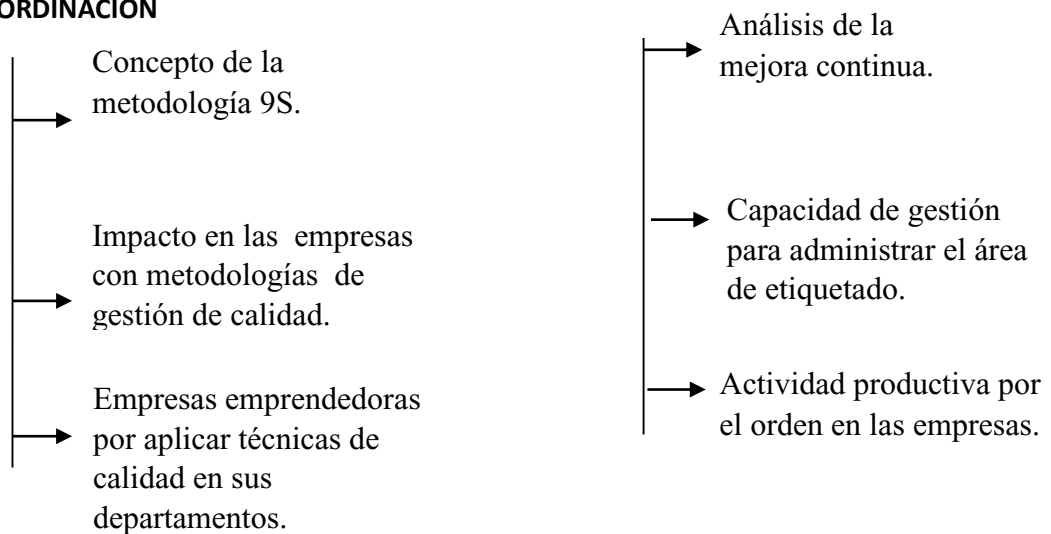 ORDINACIÓN
Concepto de la
metodología 9S.
Impacto en las empresas
con metodologías de
gestión de calidad.
Empresas emprendedoras
por aplicar técnicas de
calidad en sus
departamentos.
Análisis de la
mejora continua.
Capacidad de gestión
para administrar el área
de etiquetado.
Actividad productiva por
el orden en las empresas.